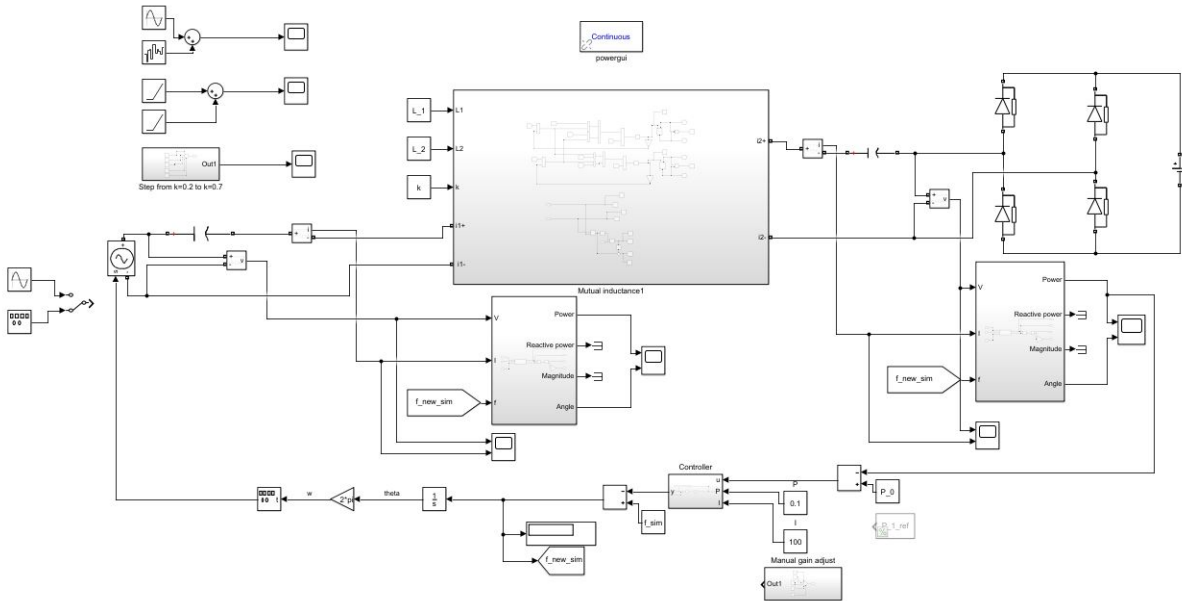 Continuous
powergui
L_1
L1
L_2
L2
Out1
Step from k=0.2 to k=0.7
k
k
i1+
i1-
i2+
i2-
Mutual inductance1
i
v
s
i
v
V
I
f
Power
Reactive power
Magnitude
Angle
f_new_sim
V
I
f
Power
Reactive power
Magnitude
Angle
f_new_sim
Controller
u
P
I
y
P
0.1
I
100
P_0
f_sim
1
s
theta
2*pi
w
t
f_new_sim
Manual gain adjust
Out1